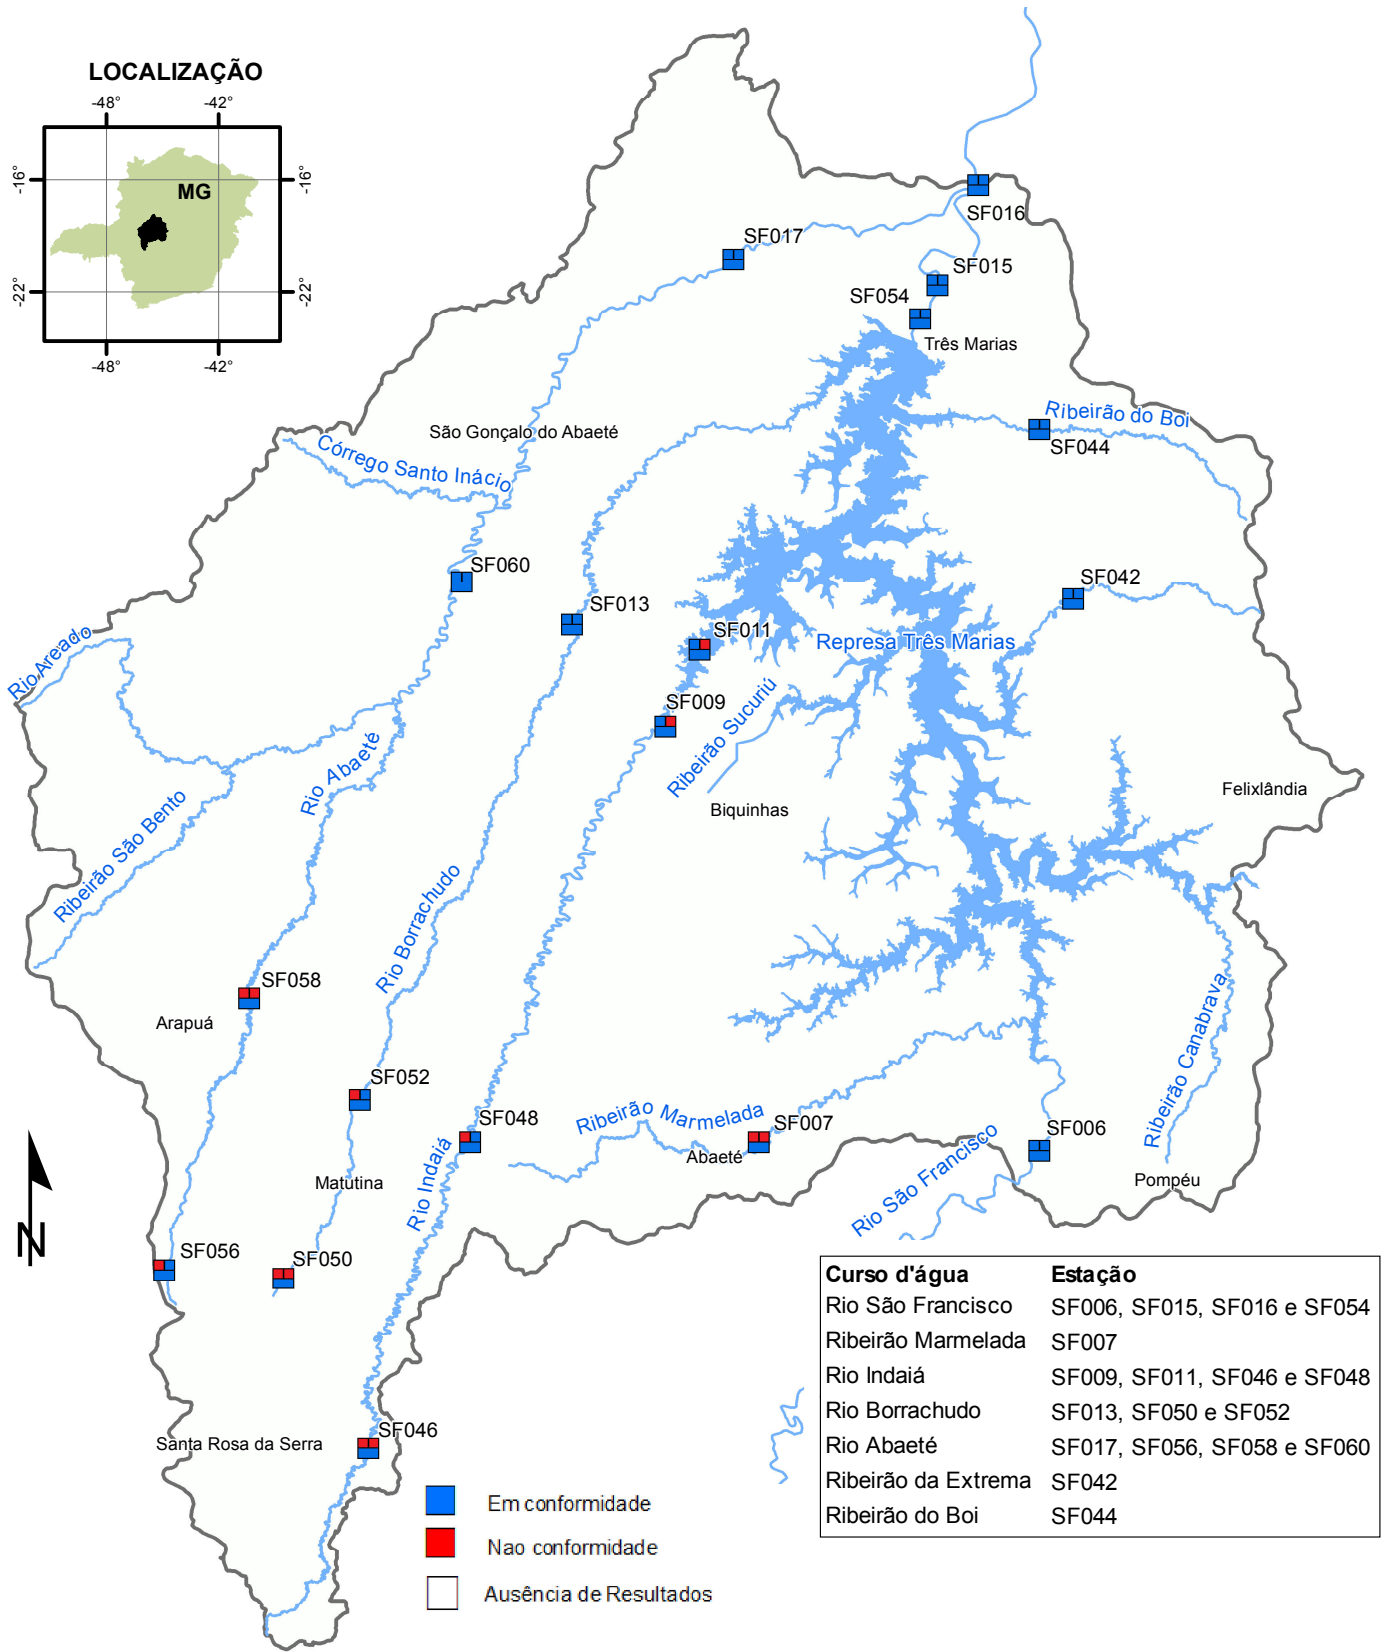 LOCALIZAÇÃO
-48°
-42°
-16°
-16°
MG
-22°
-22°
-48°
-42°
SF016
SF017
SF015
SF054
Três Marias
Ribeirão do Boi
SF044
São Gonçalo do Abaeté
Córrego Santo Inácio
SF060
SF013
SF042
SF011
Represa Três Marias
Rio Areado
SF009
Ribeirão Sucuriú
Rio Abaeté
Biquinhas
Felixlândia
Ribeirão São Bento
Rio Borrachudo
SF058
Arapuá
Ribeirão Canabrava
SF052
SF048
Ribeirão Marmelada
SF007
SF006
Abaeté
Rio São Francisco
Pompéu
Matutina
Rio Indaiá
N
SF056
SF050
SF046
Santa Rosa da Serra
Curso d'água Estação
Rio São Francisco SF006, SF015, SF016 e SF054
Ribeirão Marmelada SF007
Rio Indaiá SF009, SF011, SF046 e SF048
Rio Borrachudo SF013, SF050 e SF052
Rio Abaeté SF017, SF056, SF058 e SF060
Ribeirão da Extrema SF042
Ribeirão do Boi SF044
Em conformidade
Nao conformidade
Ausência de Resultados